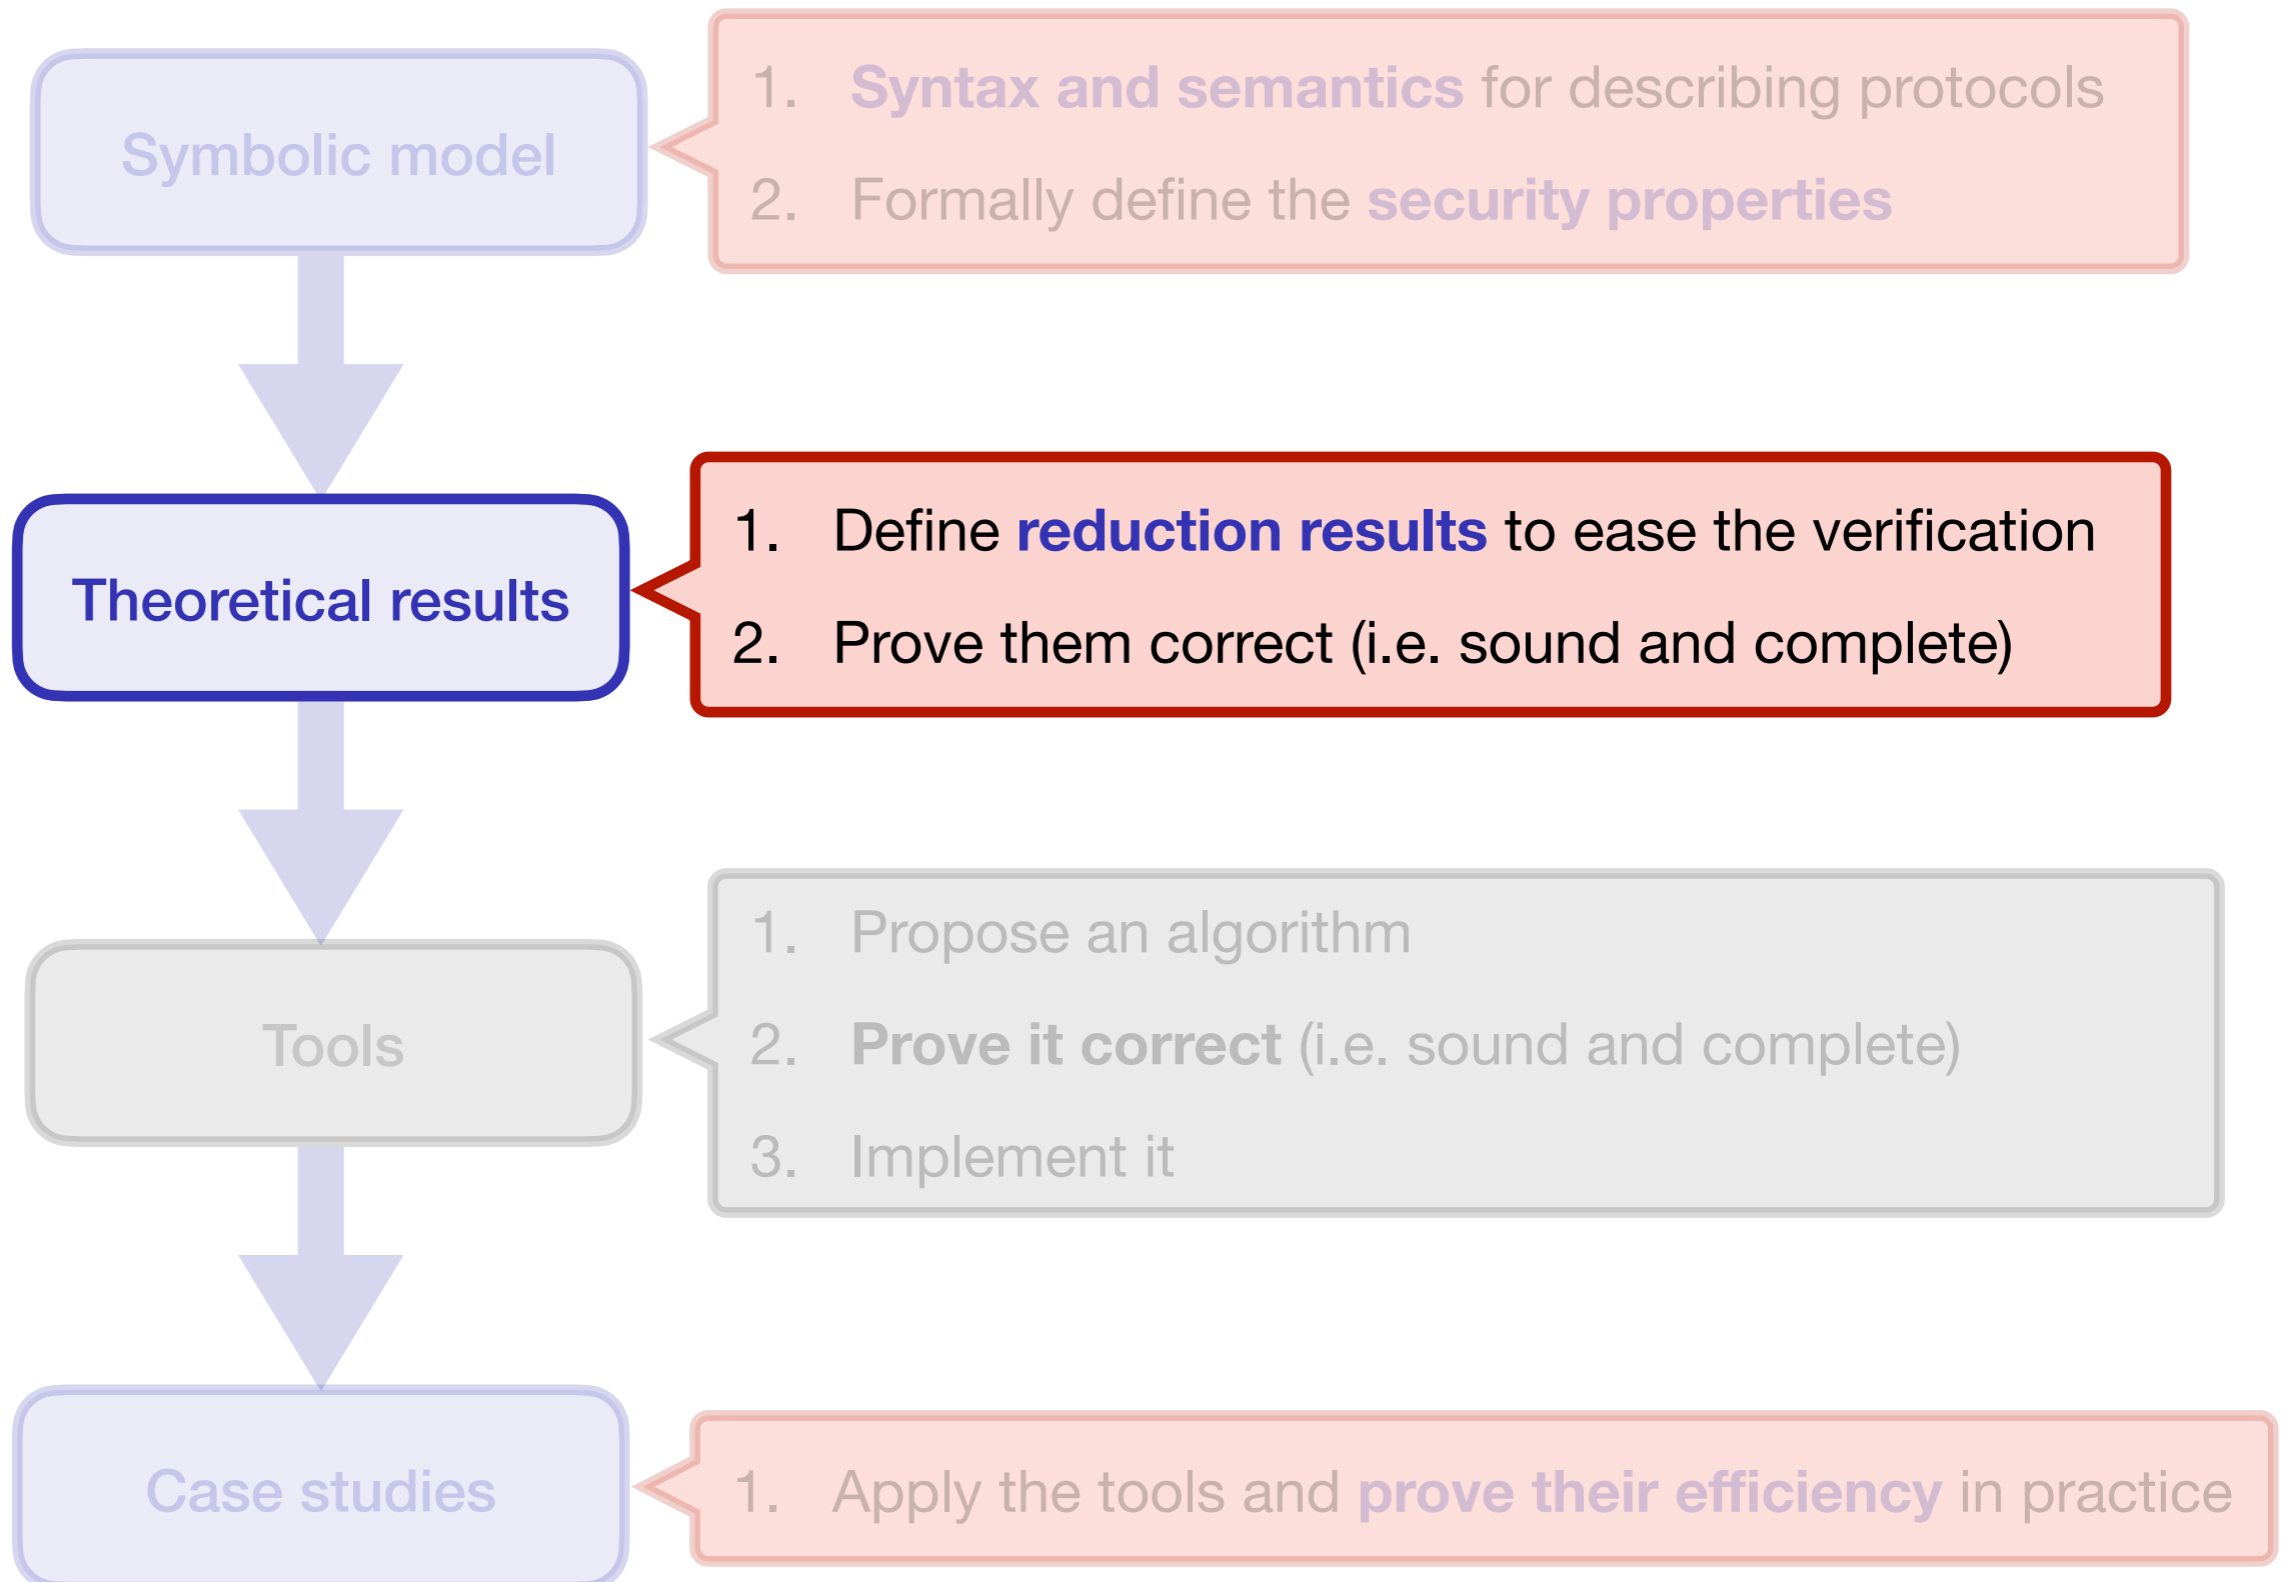 Symbolic model
1. Syntax and semantics for describing protocols
2. Formally define the security properties
Theoretical results
1. Define reduction results to ease the verification
2. Prove them correct (i.e. sound and complete)
Tools
1. Propose an algorithm
2. Prove it correct (i.e. sound and complete)
3. Implement it
Case studies
1. Apply the tools and prove their efficiency in practice